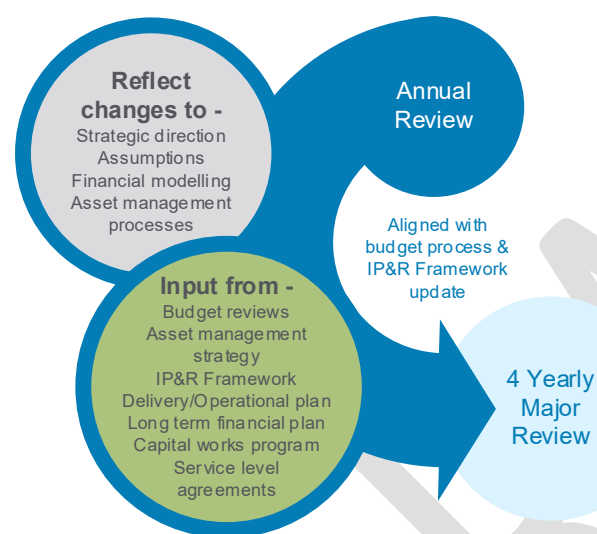 Reflect
changes to -
Strategic direction
Assumptions
Financial modelling
Asset management
processes
Annual
Review
Aligned with
budget process &
IP&R Framework
update
Input from -
Budget reviews
Asset management
strategy
IP&R Framework
Delivery/Operational plan
Long term financial plan
Capital works program
Service level
agreements
4 Yearly
Major
Review